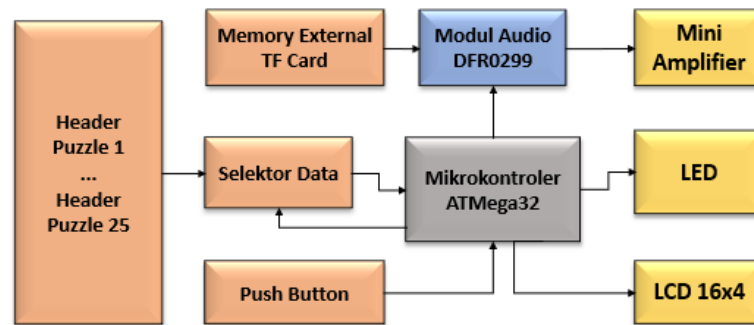 Memory External
TF Card
Modul Audio
DFR0299
Mini
Amplifier
Header
Puzzle 1
...
Header
Puzzle 25
Selektor Data
Mikrokontroler
ATMega32
LED
Push Button
LCD 16x4